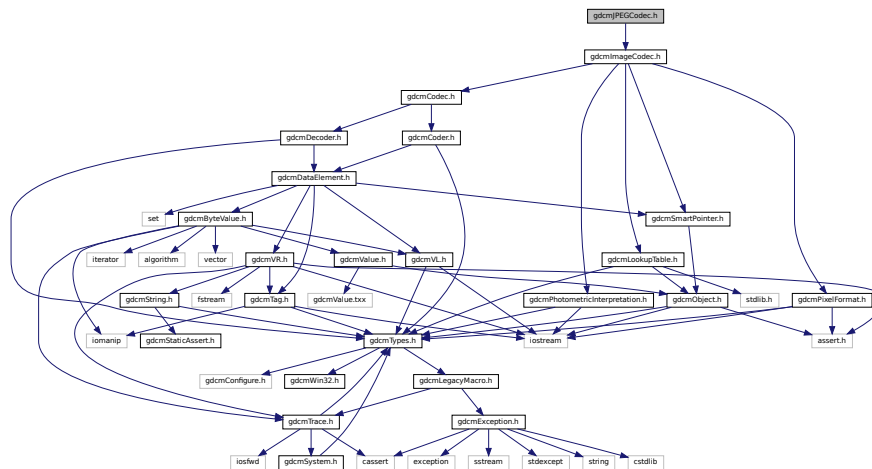 gdcmJPEGCodec.h
gdcmImageCodec.h
gdcmCodec.h
gdcmDecoder.h
gdcmCoder.h
gdcmDataElement.h
set
gdcmByteValue.h
gdcmSmartPointer.h
iterator
algorithm
vector
gdcmVR.h
gdcmValue.h
gdcmVL.h
gdcmLookupTable.h
gdcmString.h
fstream
gdcmTag.h
gdcmValue.txx
gdcmPhotometricInterpretation.h
gdcmObject.h
stdlib.h
gdcmPixelFormat.h
iomanip
gdcmStaticAssert.h
gdcmTypes.h
iostream
assert.h
gdcmConfigure.h
gdcmWin32.h
gdcmLegacyMacro.h
gdcmTrace.h
gdcmException.h
iosfwd
gdcmSystem.h
cassert
exception
sstream
stdexcept
string
cstdlib